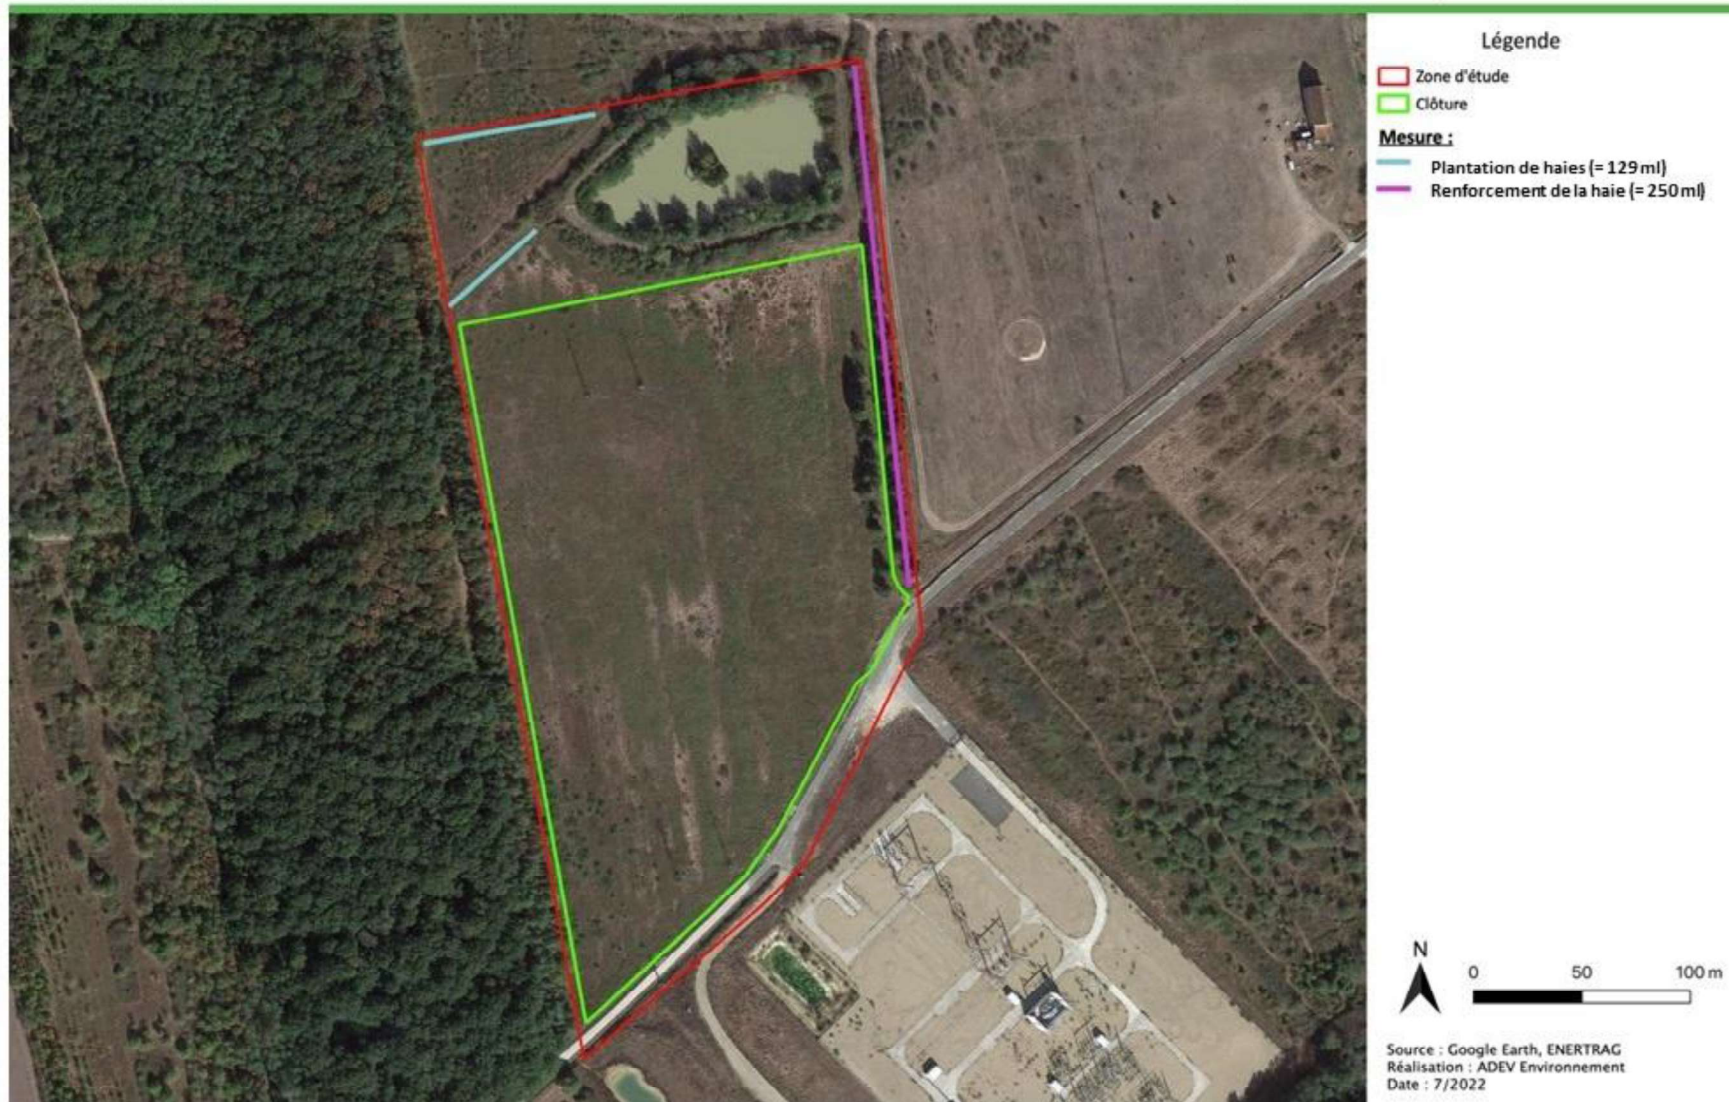 Légende
Zone d'étude
Clôture
Mesure :
Plantation de haies (= 129 ml)
Renforcement de la haie (= 250 ml)
N
0 50 100 m
Source : Google Earth, ENERTRAG
Réalisation : ADEV Environnement
Date : 7/2022